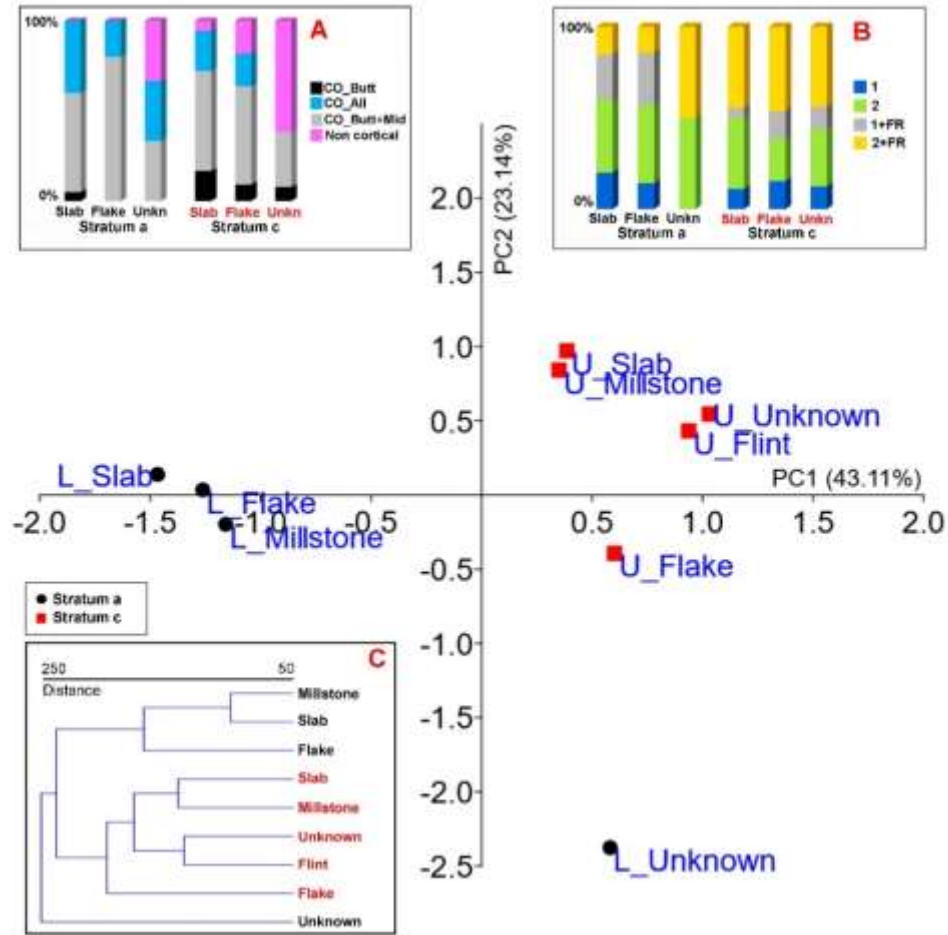 100%
A
CO_Butt
CO_All
CO_Butt+Mid
Non cortical
0%
Slab Flake Unkn Slab Flake Unkn
Stratum a Stratum c
100%
B
1
2
1+FR
2+FR
0%
Slab Flake Unkn Slab Flake Unkn
Stratum a Stratum c
PC2 (23.14%)
2.0
1.5
1.0
0.5
-0.5
-1.0
-1.5
-2.0
-2.5
U_Slab
U_Millstone
U_Unknown
U_Flint
PC1 (43.11%)
L_Slab
L_Flake
L_Millstone
-2.0 -1.5 -1.0 -0.5 0.5 1.0 1.5 2.0
U_Flake
L_Unknown
Stratum a
Stratum c
C
250 50
Distance
Millstone
Slab
Flake
Slab
Millstone
Unknown
Flint
Flake
Unknown